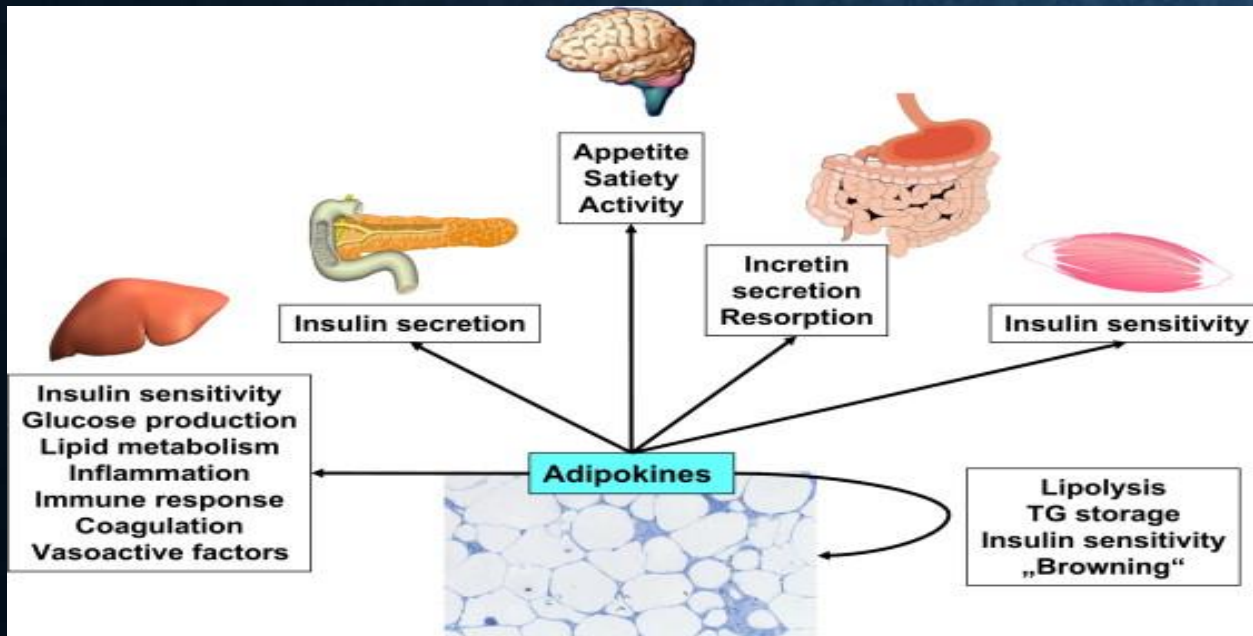 Appetite
Satiety
Activity
Incretin
secretion
Resorption
Insulin secretion
Insulin sensitivity
Insulin sensitivity
Glucose production
Lipid metabolism
Inflammation
Immune response
Coagulation
Vasoactive factors
Adipokines
Lipolysis
TG storage
Insulin sensitivity
„Browning“